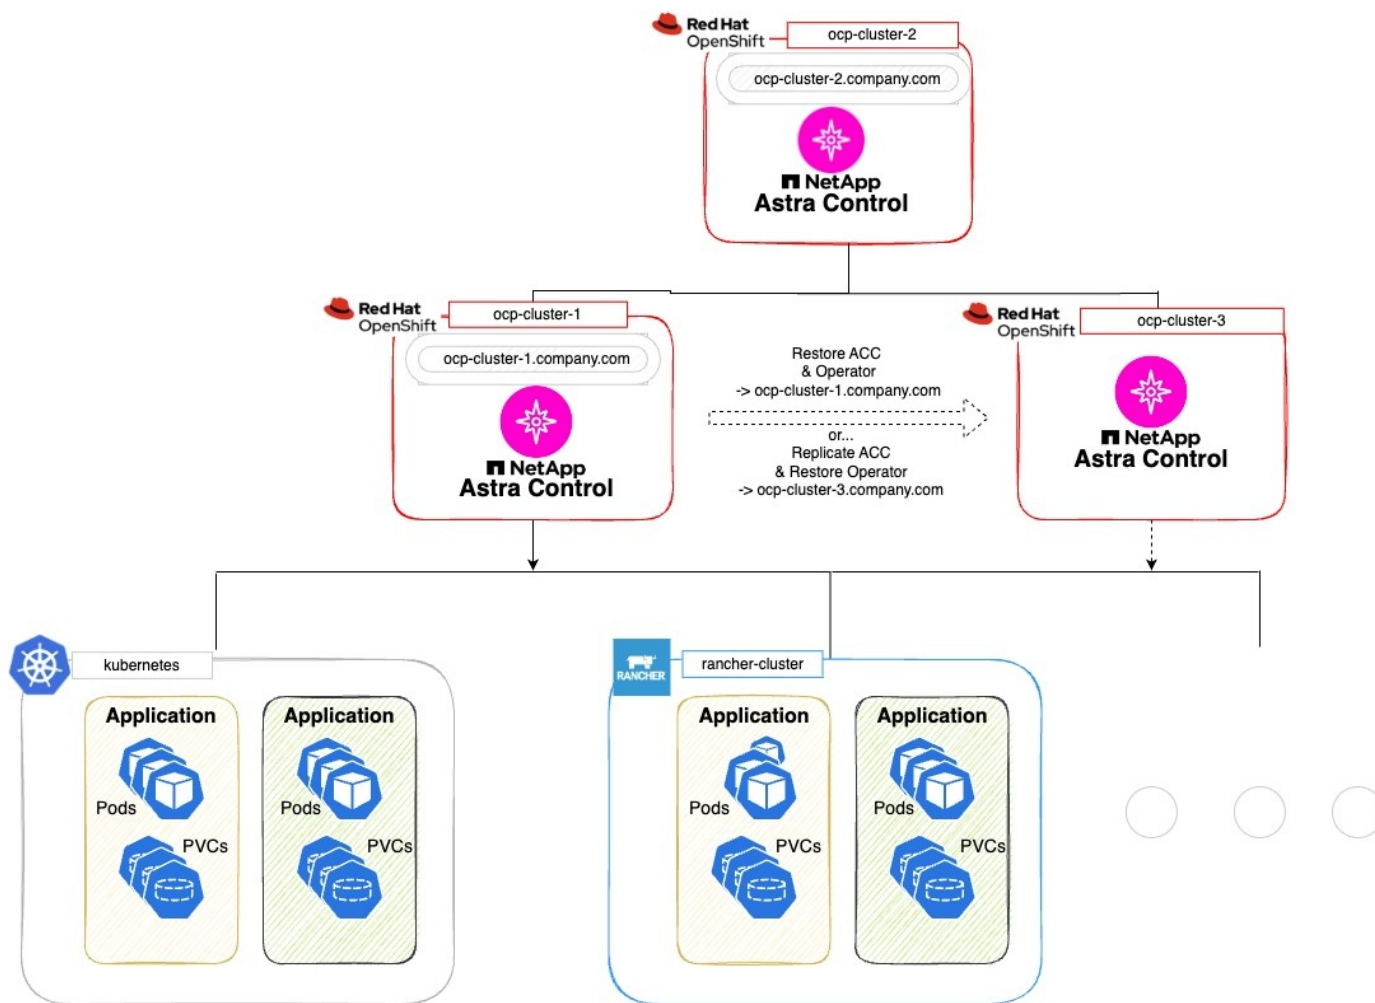 Red Hat
OpenShift
ocp-cluster-2
ocp-cluster-2.company.com
NetApp
Astra Control
Red Hat
OpenShift
ocp-cluster-1
ocp-cluster-1.company.com
NetApp
Astra Control
Restore ACC
& Operator
-> ocp-cluster-1.company.com
or...
Replicate ACC
& Restore Operator
-> ocp-cluster-3.company.com
Red Hat
OpenShift
ocp-cluster-3
NetApp
Astra Control
kubernetes
Application
Pods
PVCs
Application
Pods
PVCs
RANCHER
rancher-cluster
Application
Pods
PVCs
Application
Pods
PVCs